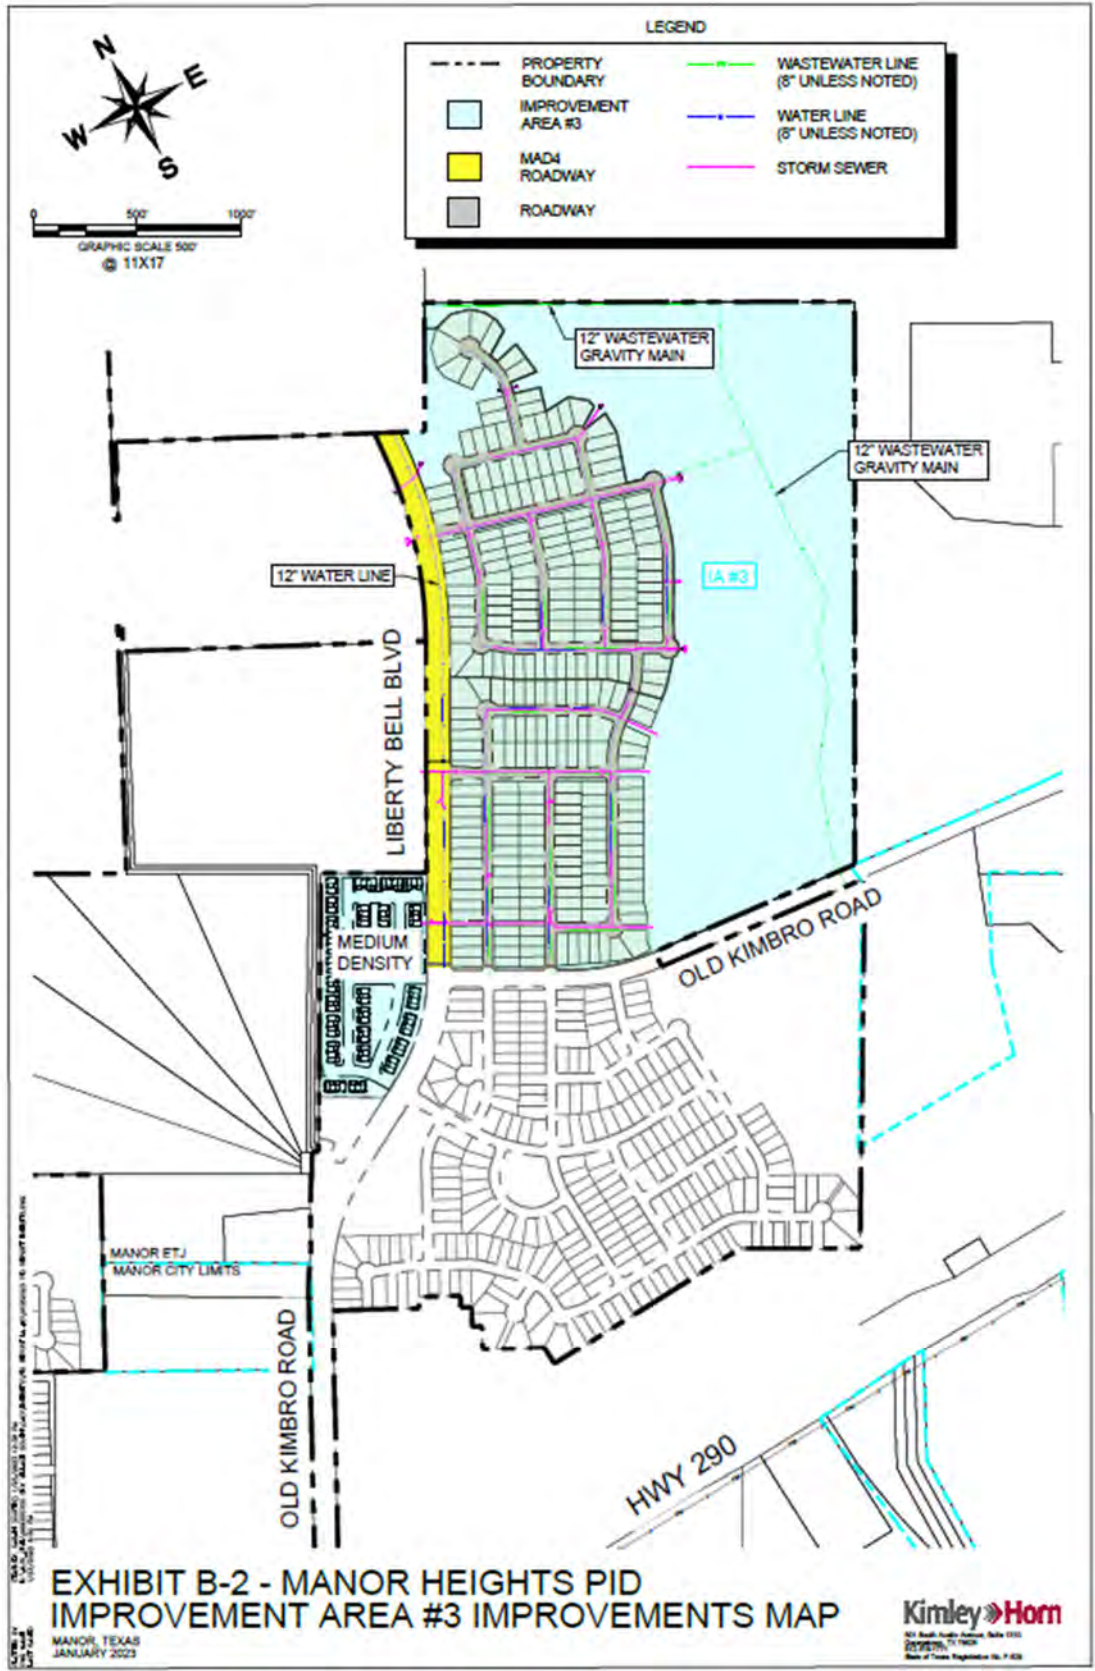 LEGEND
PROPERTY
BOUNDARY
IMPROVEMENT
AREA #3
MAD4
ROADWAY
ROADWAY
WASTEWATER LINE
(8" UNLESS NOTED)
WATER LINE
(8" UNLESS NOTED)
STORM SEWER
N
E
W
S
0 500' 1000'
GRAPHIC SCALE 500'
@ 11X17
12" WASTEWATER
GRAVITY MAIN
12" WASTEWATER
GRAVITY MAIN
12" WATER LINE
IA #3
LIBERTY BELL BLVD
MEDIUM
DENSITY
OLD KIMBRO ROAD
MANOR ETJ
MANOR CITY LIMITS
OLD KIMBRO ROAD
HWY 290
EXHIBIT B-2 - MANOR HEIGHTS PID
IMPROVEMENT AREA #3 IMPROVEMENTS MAP
MANOR, TEXAS
JANUARY 2023
Kimley»Horn